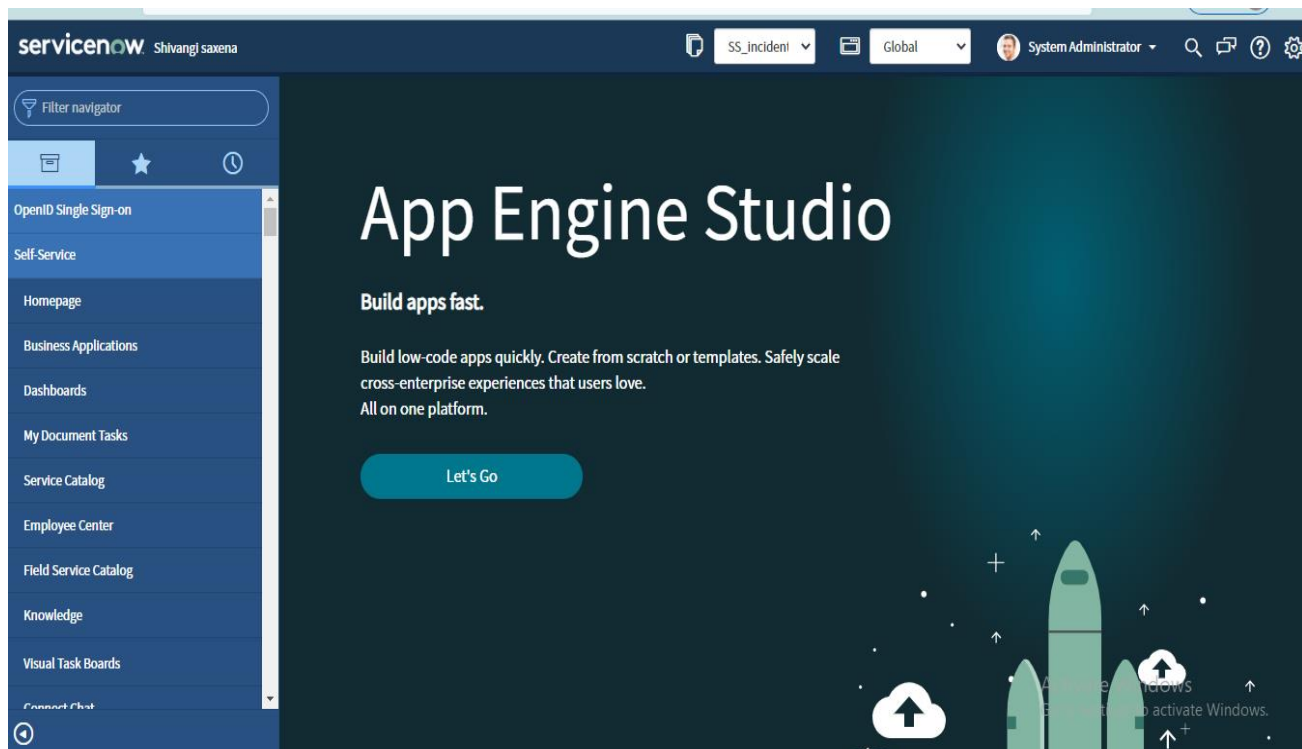 servicenow. Shivangi saxena
SS_incident
Global
System Administrator
Filter navigator
OpenID Single Sign-on
Self-Service
Homepage
Business Applications
Dashboards
My Document Tasks
Service Catalog
Employee Center
Field Service Catalog
Knowledge
Visual Task Boards
Connect Chat
App Engine Studio
Build apps fast.
Build low-code apps quickly. Create from scratch or templates. Safely scale
cross-enterprise experiences that users love.
All on one platform.
Let's Go
Windows
activate Windows.